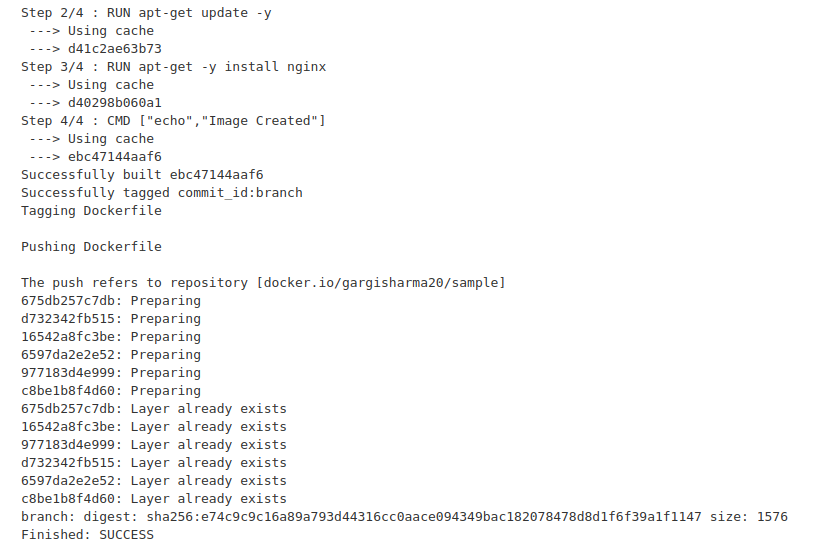 Step 2/4 : RUN apt-get update -y
 ---> Using cache
 ---> d41c2ae63b73
Step 3/4 : RUN apt-get -y install nginx
 ---> Using cache
 ---> d40298b060a1
Step 4/4 : CMD ["echo","Image Created"]
 ---> Using cache
 ---> ebc47144aaf6
Successfully built ebc47144aaf6
Successfully tagged commit_id:branch
Tagging Dockerfile

Pushing Dockerfile

The push refers to repository [docker.io/gargisharma20/sample]
675db257c7db: Preparing
d732342fb515: Preparing
16542a8fc3be: Preparing
6597da2e2e52: Preparing
977183d4e999: Preparing
c8be1b8f4d60: Preparing
675db257c7db: Layer already exists
16542a8fc3be: Layer already exists
977183d4e999: Layer already exists
d732342fb515: Layer already exists
6597da2e2e52: Layer already exists
c8be1b8f4d60: Layer already exists
branch: digest: sha256:e74c9c9c16a89a793d44316cc0aace094349bac182078478d8d1f6f39a1f1147 size: 1576
Finished: SUCCESS